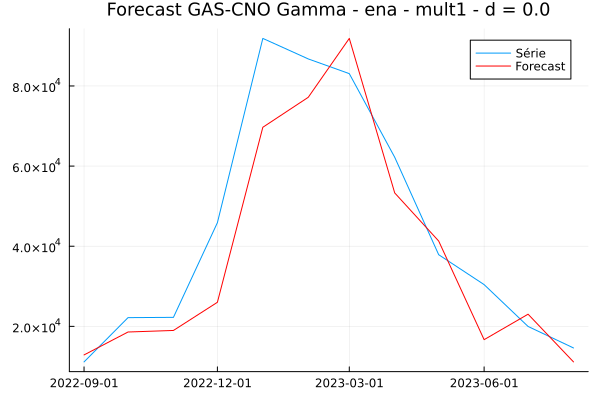 Forecast GAS-CNO Gamma - ena - mult1 - d = 0.0
Série
Forecast
8.0×10⁴
6.0×10⁴
4.0×10⁴
2.0×10⁴
2022-09-01 2022-12-01 2023-03-01 2023-06-01